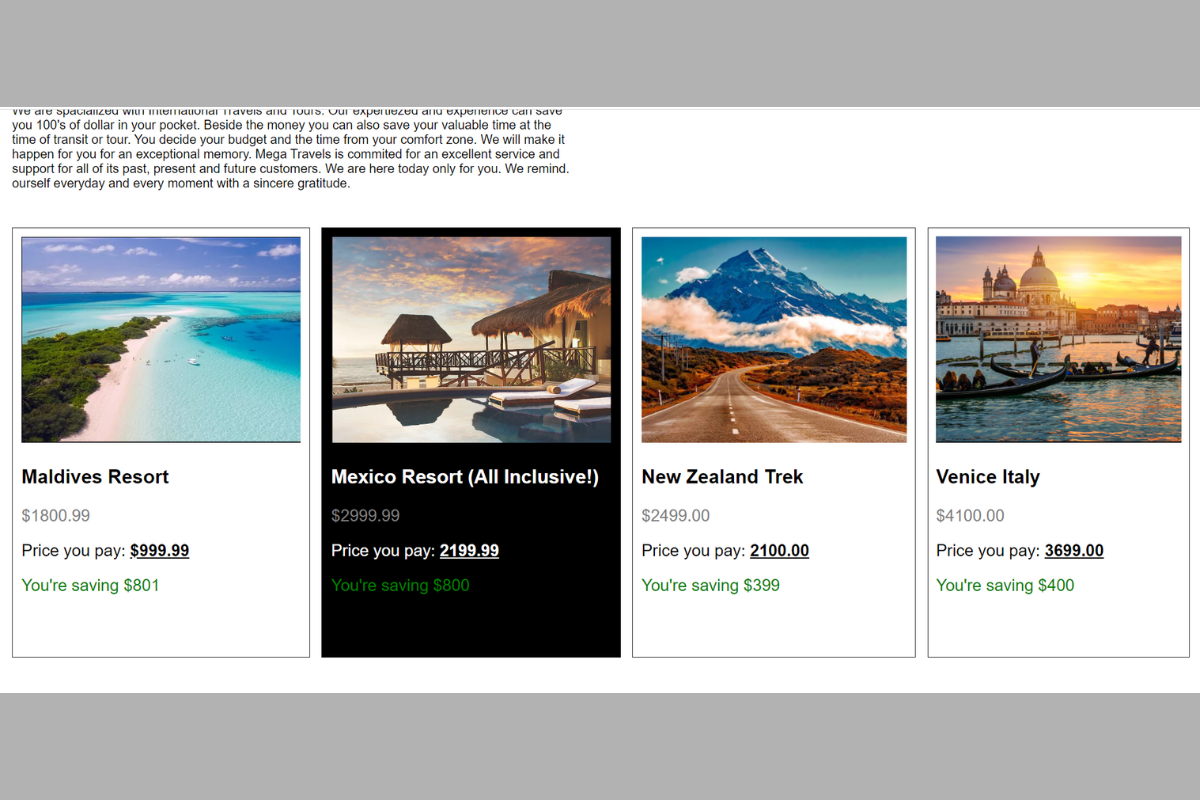 We are spacialized with International Travels and Tours. Our expertiezed and experience can save
you 100's of dollar in your pocket. Beside the money you can also save your valuable time at the
time of transit or tour. You decide your budget and the time from your comfort zone. We will make it
happen for you for an exceptional memory. Mega Travels is commited for an excellent service and
support for all of its past, present and future customers. We are here today only for you. We remind.
ourself everyday and every moment with a sincere gratitude.
Maldives Resort
$1800.99
Price you pay: $999.99
You're saving $801
Mexico Resort (All Inclusive!)
$2999.99
Price you pay: 2199.99
You're saving $800
New Zealand Trek
$2499.00
Price you pay: 2100.00
You're saving $399
Venice Italy
$4100.00
Price you pay: 3699.00
You're saving $400